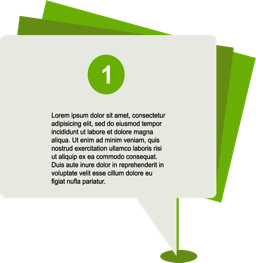 1
Lorem ipsum dolor sit amet, consectetur
adipisicing elit, sed do eiusmod tempor
incididunt ut labore et dolore magna
aliqua. Ut enim ad minim veniam, quis
nostrud exercitation ullamco laboris nisi
ut aliquip ex ea commodo consequat.
Duis aute irure dolor in reprehenderit in
voluptate velit esse cillum dolore eu
figiat nufla pariatur.